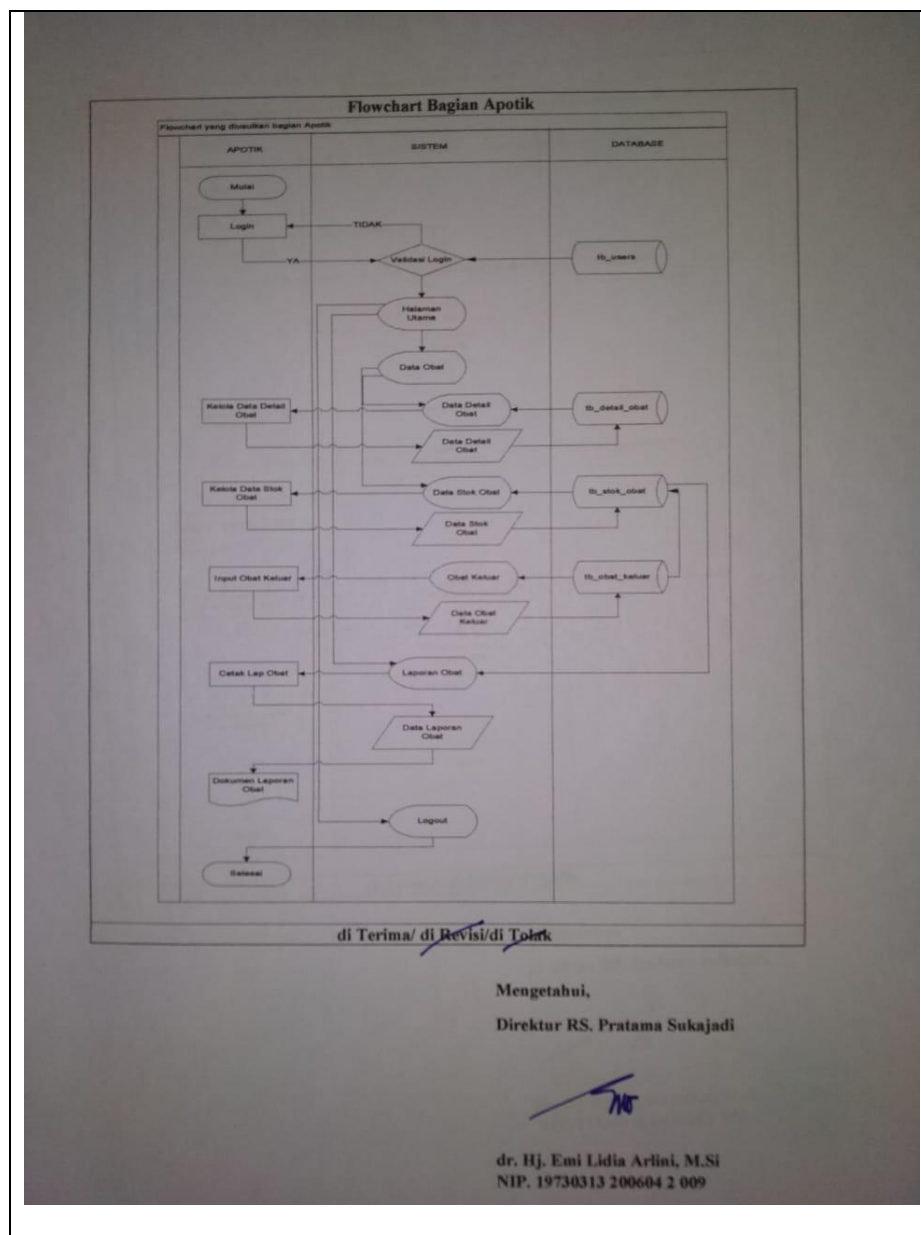 Flowchart Bagian Apotik
Flowchart yang diusulkan bagian Apotik
APOTIK
SISTEM
DATABASE
Mulai
Login
TIDAK
YA
Validasi Login
tb_users
Halaman
Utama
Data Obat
Kelola Data Detail
Obat
Data Detail
Obat
tb_detail_obat
Data Detail
Obat
Kelola Data Stok
Obat
Data Stok Obat
tb_stok_obat
Data Stok
Obat
Input Obat Keluar
Obat Keluar
tb_obat_keluar
Data Obat
Keluar
Cetak Lap Obat
Laporan Obat
Data Laporan
Obat
Dokumen Laporan
Obat
Logout
Selesai
di Terima/ di Revisi/di Tolak
Mengetahui,
Direktur RS. Pratama Sukajadi
dr. Hj. Emi Lidia Arlini, M.Si
NIP. 19730313 200604 2 009